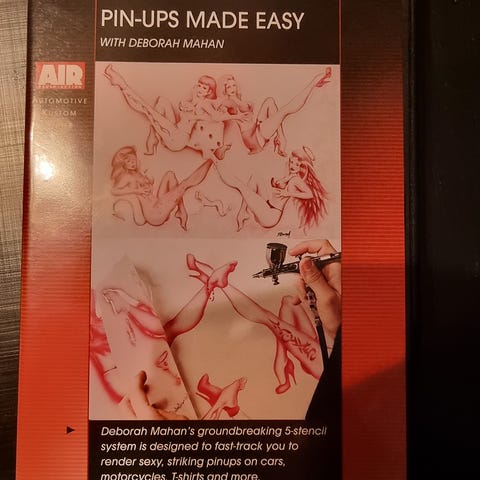 PIN-UPS MADE EASY
WITH DEBORAH MAHAN
AIR
AUTOMOTIVE
KUSTOM
Deborah Mahan's groundbreaking 5-stencil
system is designed to fast-track you to
render sexy, striking pinups on cars,
motorcycles, T-shirts and more.